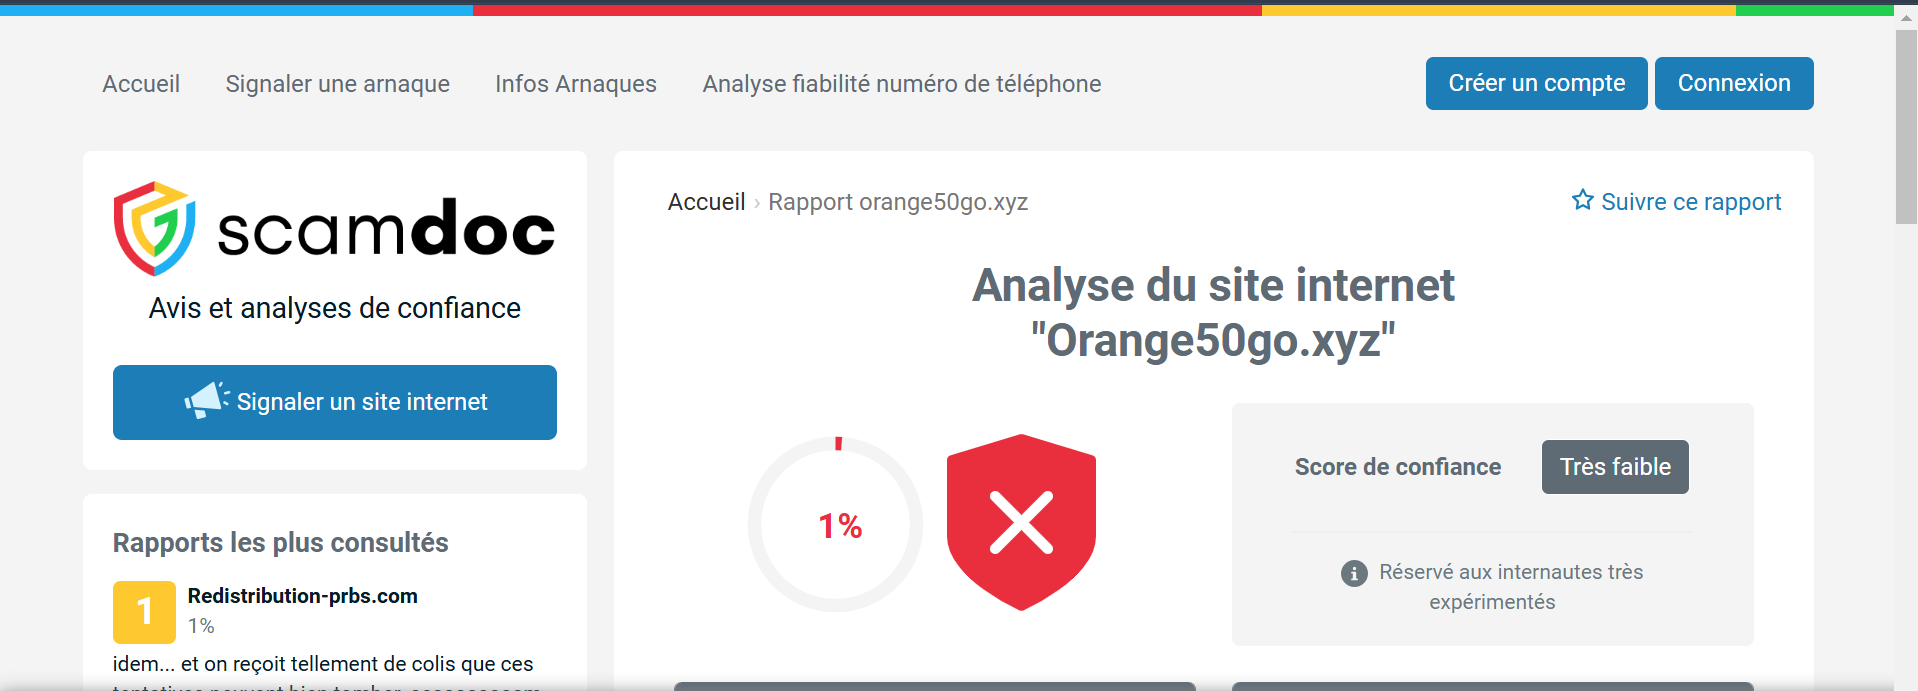 Accueil
Signaler une arnaque
Infos Arnaques
Analyse fiabilité numéro de téléphone
Créer un compte
Connexion
scamdoc
Avis et analyses de confiance
Signaler un site internet
Rapports les plus consultés
1
Redistribution-prbs.com
1%
idem... et on reçoit tellement de colis que ces
Accueil › Rapport orange50go.xyz
Suivre ce rapport
Analyse du site internet
"Orange50go.xyz"
1%
Score de confiance
Très faible
Réservé aux internautes très
expérimentés